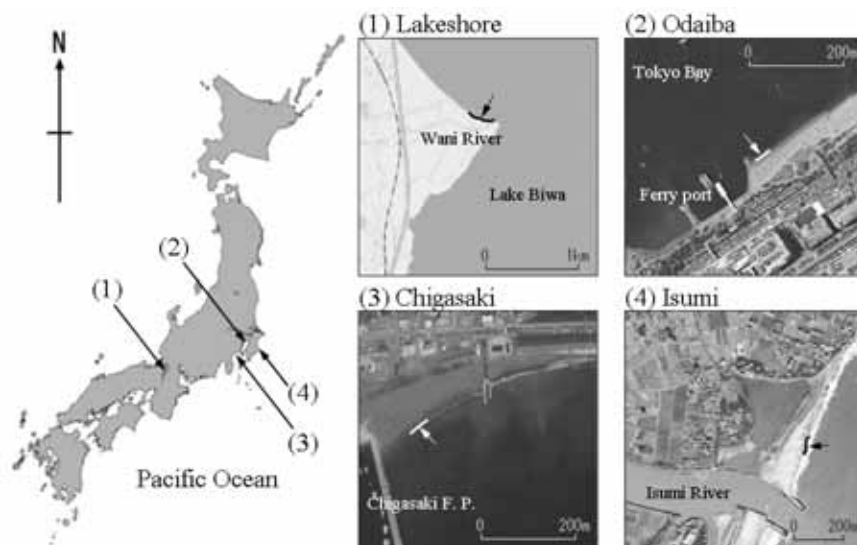 N
(1)
(2)
(4)
(3)
Pacific Ocean
(1) Lakeshore
Wani River
Lake Biwa
0 1km
(2) Odaiba
0 200m
Tokyo Bay
Ferry port
(3) Chigasaki
Chigasaki F. P.
0 200m
(4) Isumi
Isumi River
0 200m